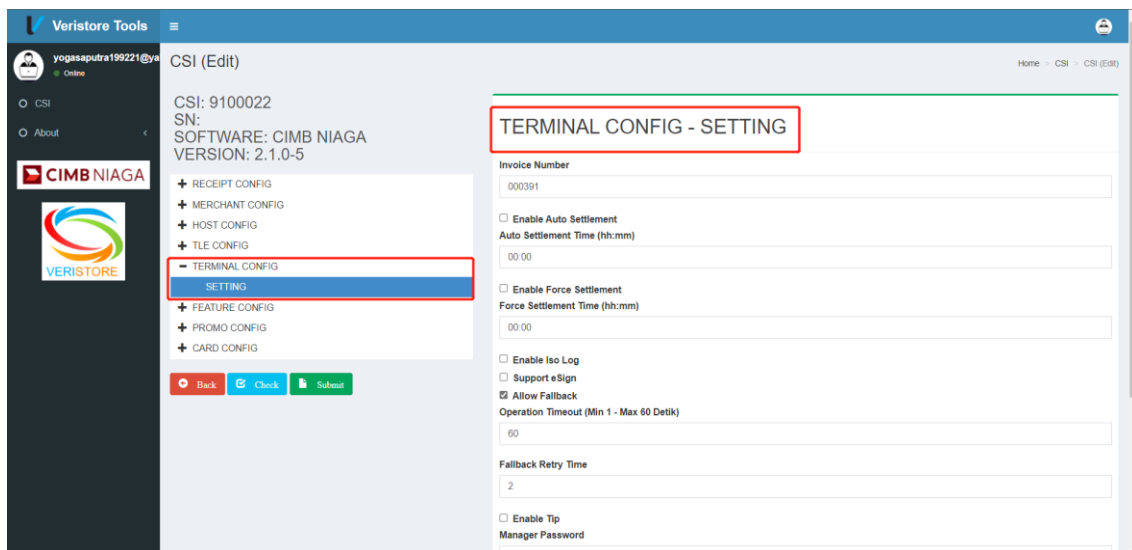 Veristore Tools
yogasaputra199221@ya
Online
CSI
About
CIMB NIAGA
VERISTORE
CSI (Edit)
Home > CSI > CSI (Edit)
CSI: 9100022
SN:
SOFTWARE: CIMB NIAGA
VERSION: 2.1.0-5
RECEIPT CONFIG
MERCHANT CONFIG
HOST CONFIG
TLE CONFIG
TERMINAL CONFIG
SETTING
FEATURE CONFIG
PROMO CONFIG
CARD CONFIG
Back Check Submit
TERMINAL CONFIG - SETTING
Invoice Number
000391
Enable Auto Settlement
Auto Settlement Time (hh:mm)
00:00
Enable Force Settlement
Force Settlement Time (hh:mm)
00:00
Enable Iso Log
Support eSign
Allow Fallback
Operation Timeout (Min 1 - Max 60 Detik)
60
Fallback Retry Time
2
Enable Tip
Manager Password